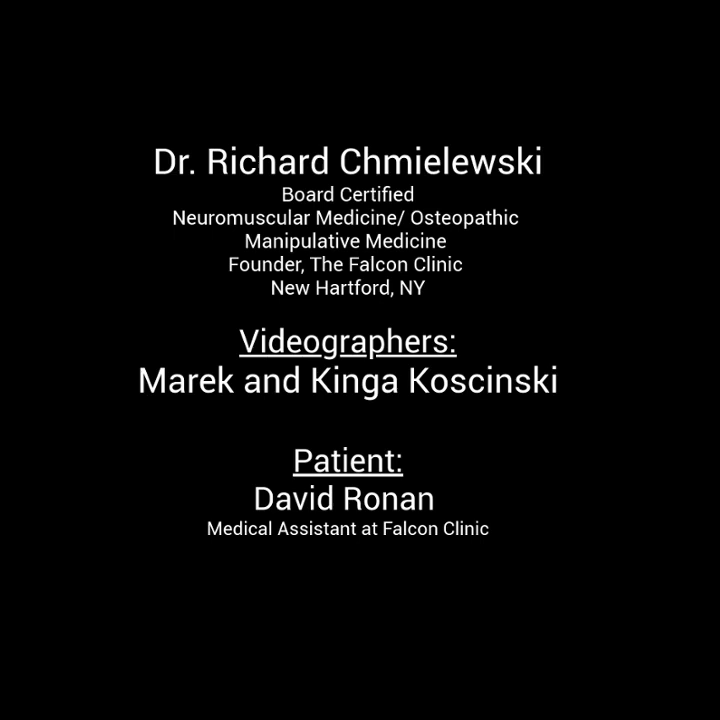 Dr. Richard Chmielewski
Board Certified
Neuromuscular Medicine/ Osteopathic
Manipulative Medicine
Founder, The Falcon Clinic
New Hartford, NY
Videographers:
Marek and Kinga Koscinski
Patient:
David Ronan
Medical Assistant at Falcon Clinic